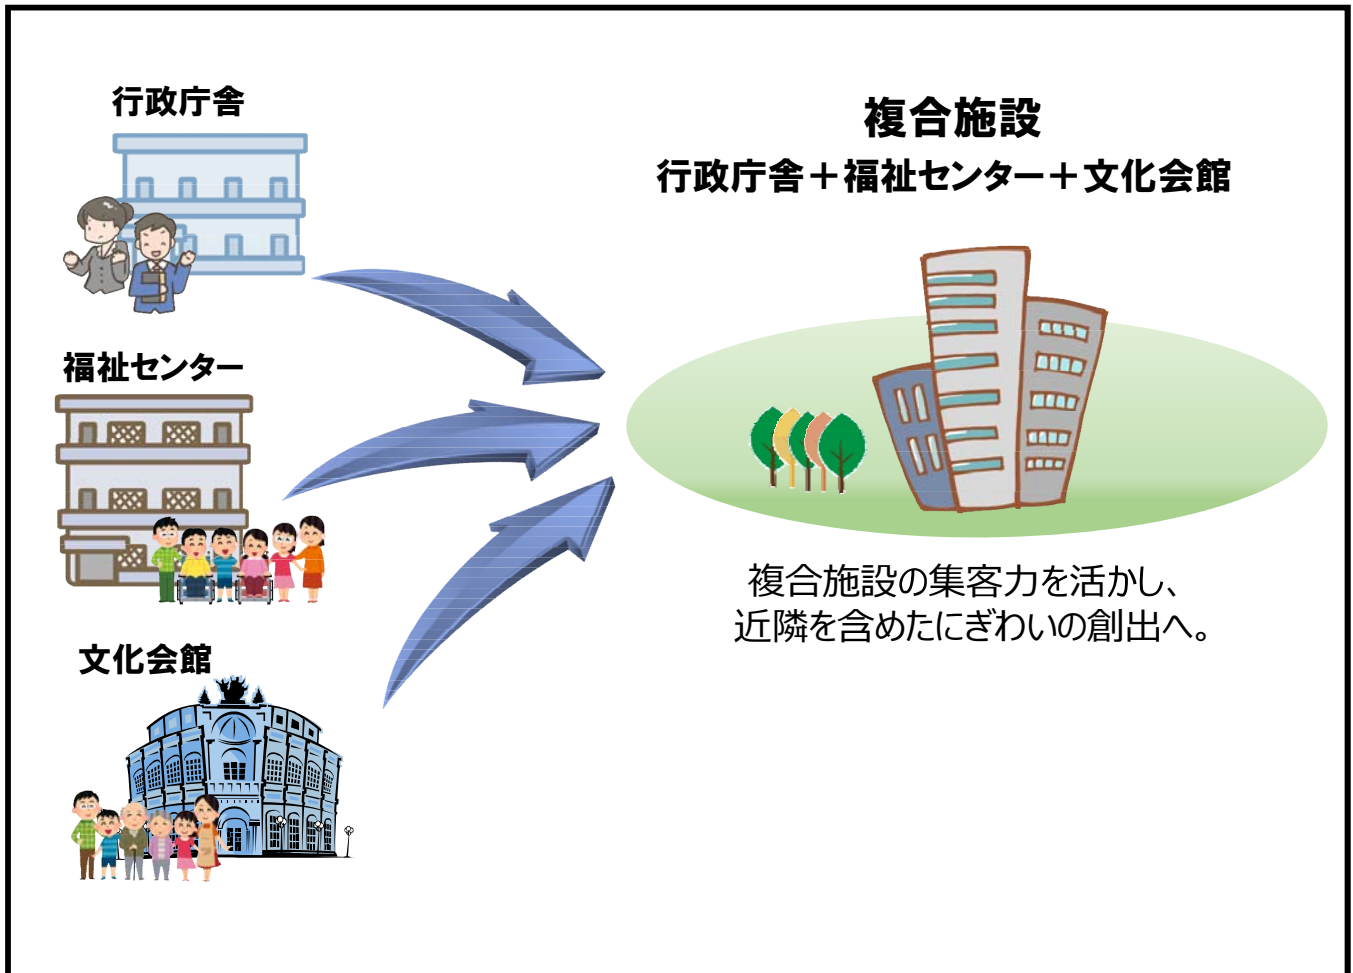 行政庁舎
福祉センター
文化会館
複合施設
行政庁舎＋福祉センター＋文化会館
複合施設の集客力を活かし、
近隣を含めたにぎわいの創出へ。